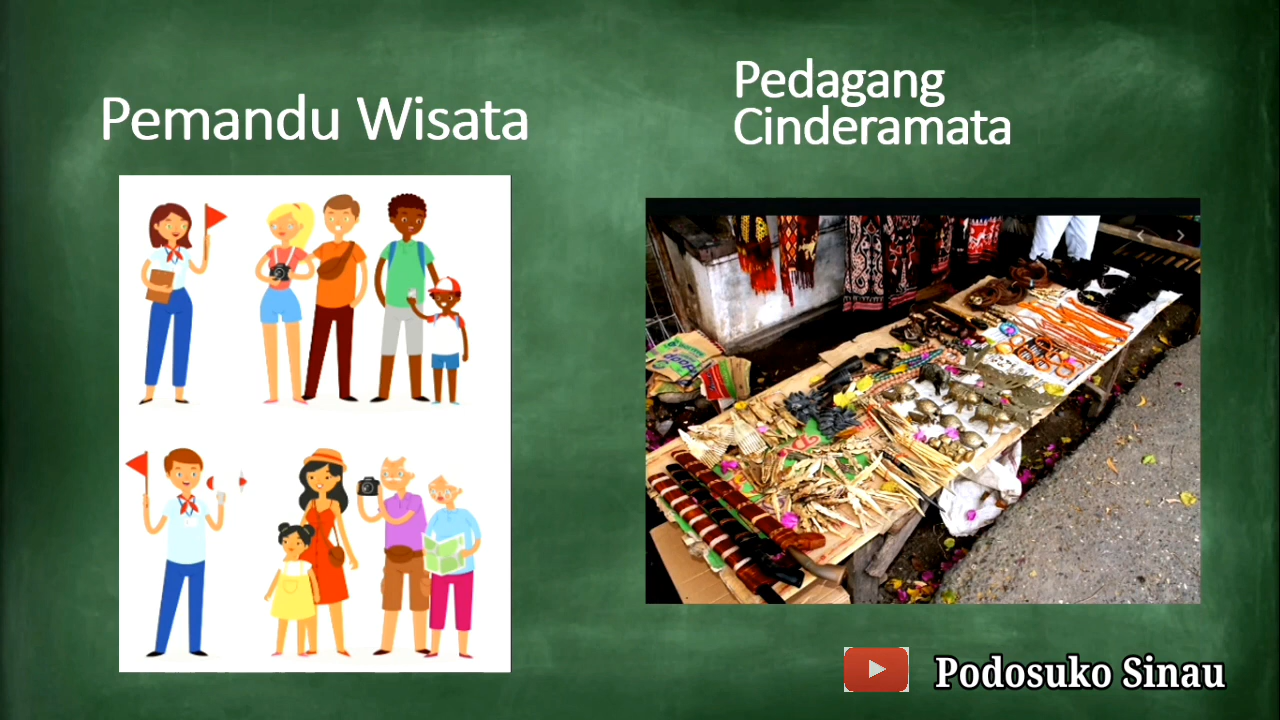 Pemandu Wisata
Pedagang
Cinderamata
Podosuko Sinau